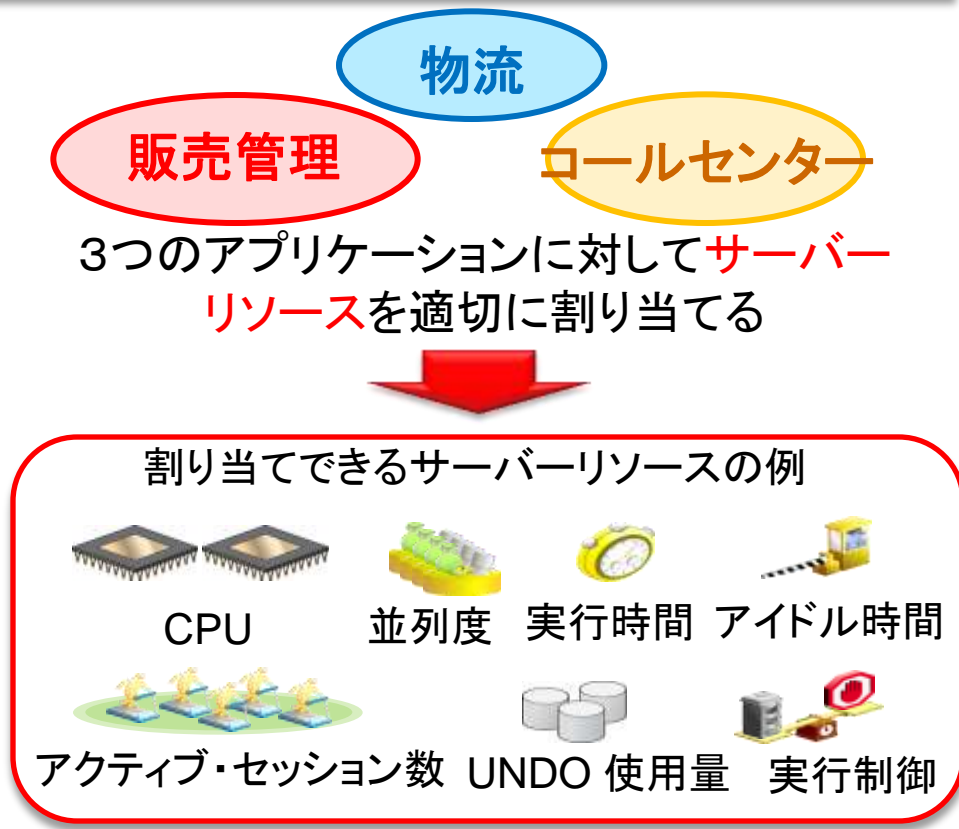 物流
販売管理
コールセンター
３つのアプリケーションに対してサーバー
リソースを適切に割り当てる
割り当てできるサーバーリソースの例
CPU
並列度
実行時間
アイドル時間
アクティブ・セッション数
UNDO 使用量
実行制御